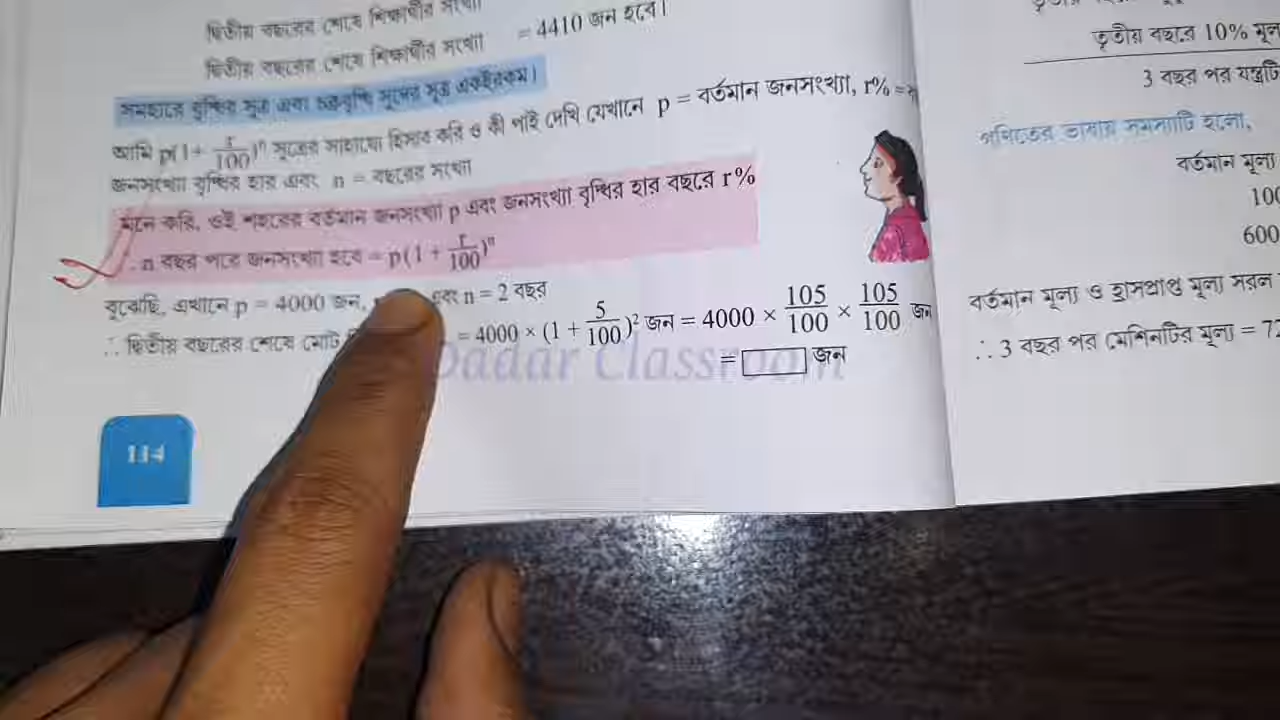 দ্বিতীয় বছরের শেষে শিক্ষার্থীর সংখ্যা
দ্বিতীয় বছরের শেষে শিক্ষার্থীর সংখ্যা = 4410 জন হবে।
সমহারে বৃদ্ধির সূত্র এবং চক্রবৃদ্ধি সুদের সূত্র একইরকম।
আমি p(1 + r/100)ⁿ সূত্রের সাহায্যে হিসাব করি ও কী পাই দেখি যেখানে p = বর্তমান জনসংখ্যা, r% =
জনসংখ্যা বৃদ্ধির হার এবং n = বছরের সংখ্যা
মনে করি, ওই শহরের বর্তমান জনসংখ্যা p এবং জনসংখ্যা বৃদ্ধির হার বছরে r%
∴ n বছর পরে জনসংখ্যা হবে = p(1 + r/100)ⁿ
বুঝেছি, এখানে p = 4000 জন, এবং n = 2 বছর
∴ দ্বিতীয় বছরের শেষে মোট = 4000 × (1 + 5/100)² জন = 4000 × 105/100 × 105/100 জন
= জন
Dadar Classroom
114
তৃতীয় বছরে 10% মূল
3 বছর পর যন্ত্রটি
গণিতের ভাষায় সমস্যাটি হলো,
বর্তমান মূল্য
100
600
বর্তমান মূল্য ও হ্রাসপ্রাপ্ত মূল্য সরল
∴ 3 বছর পর মেশিনটির মূল্য = 72